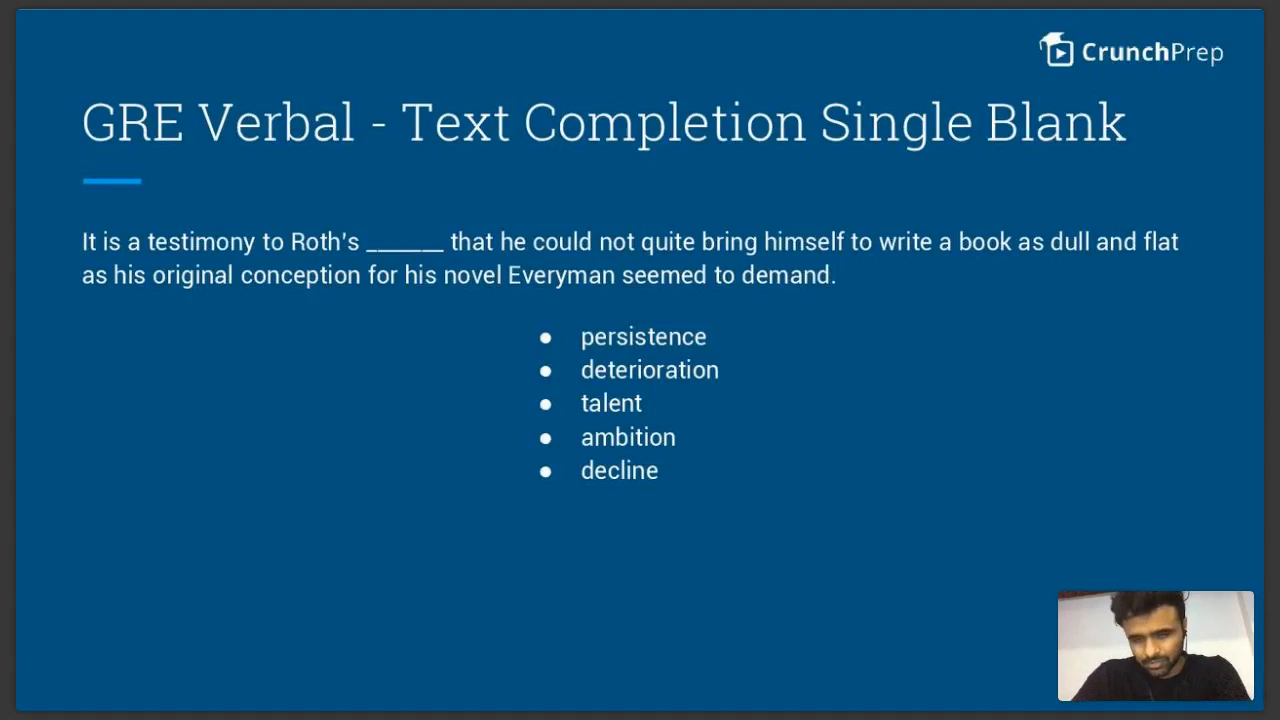 CrunchPrep
GRE Verbal - Text Completion Single Blank
It is a testimony to Roth's _______ that he could not quite bring himself to write a book as dull and flat
as his original conception for his novel Everyman seemed to demand.
● persistence
● deterioration
● talent
● ambition
● decline